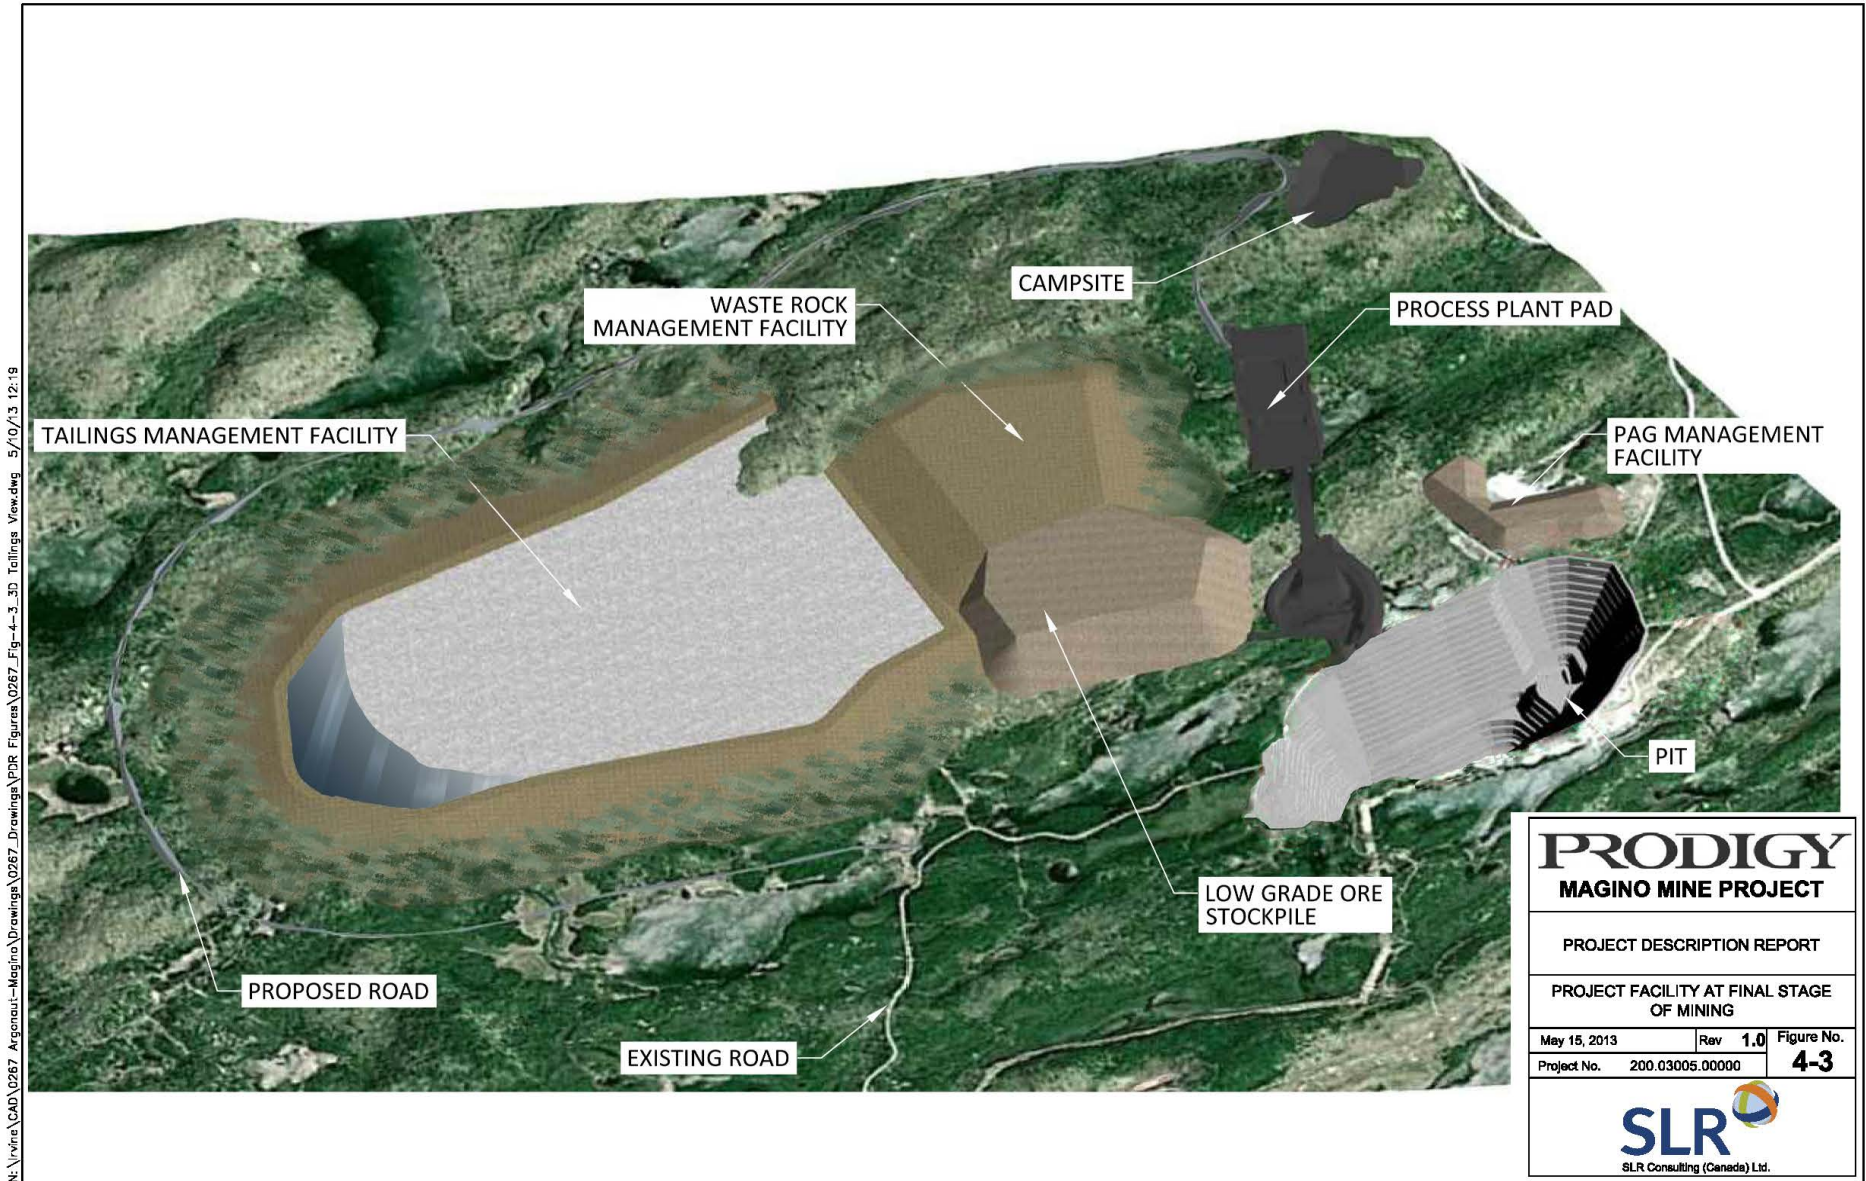 CAMPSITE
WASTE ROCK
MANAGEMENT FACILITY
PROCESS PLANT PAD
TAILINGS MANAGEMENT FACILITY
PAG MANAGEMENT
FACILITY
PIT
LOW GRADE ORE
STOCKPILE
PROPOSED ROAD
EXISTING ROAD
N:\Irvine\CAD\0267 Argonaut-Magino\Drawings\0267_Drawings\PDR Figures\0267_Fig-4-3_3D Tailings View.dwg 5/10/13 12:19
PRODIGY
MAGINO MINE PROJECT
PROJECT DESCRIPTION REPORT
PROJECT FACILITY AT FINAL STAGE
OF MINING
May 15, 2013 Rev 1.0 Figure No.
Project No. 200.03005.00000 4-3
SLR
SLR Consulting (Canada) Ltd.